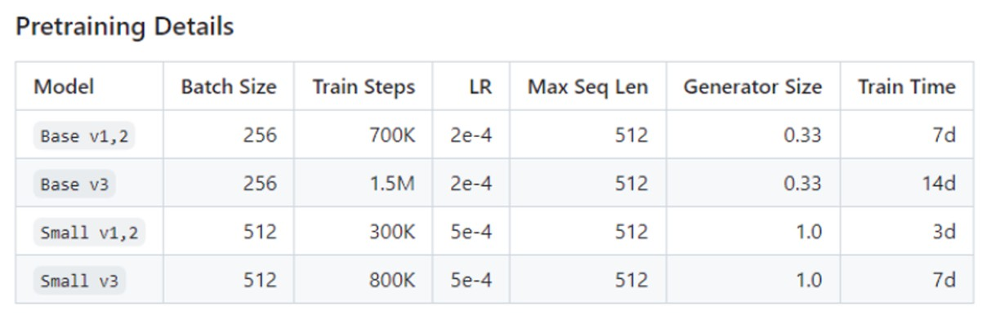 Pretraining Details
Model Batch Size Train Steps LR Max Seq Len Generator Size Train Time
Base v1,2 256 700K 2e-4 512 0.33 7d
Base v3 256 1.5M 2e-4 512 0.33 14d
Small v1,2 512 300K 5e-4 512 1.0 3d
Small v3 512 800K 5e-4 512 1.0 7d